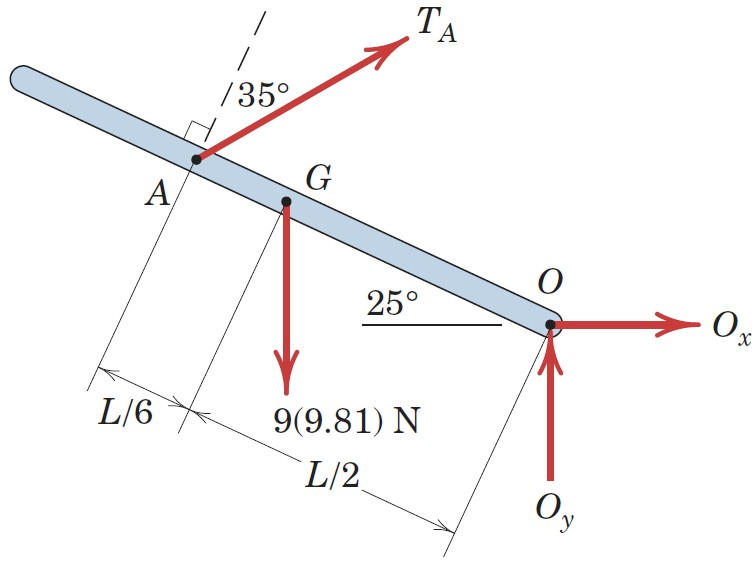 T_A
35°
A
G
O
25°
O_x
L/6
9(9.81) N
L/2
O_y